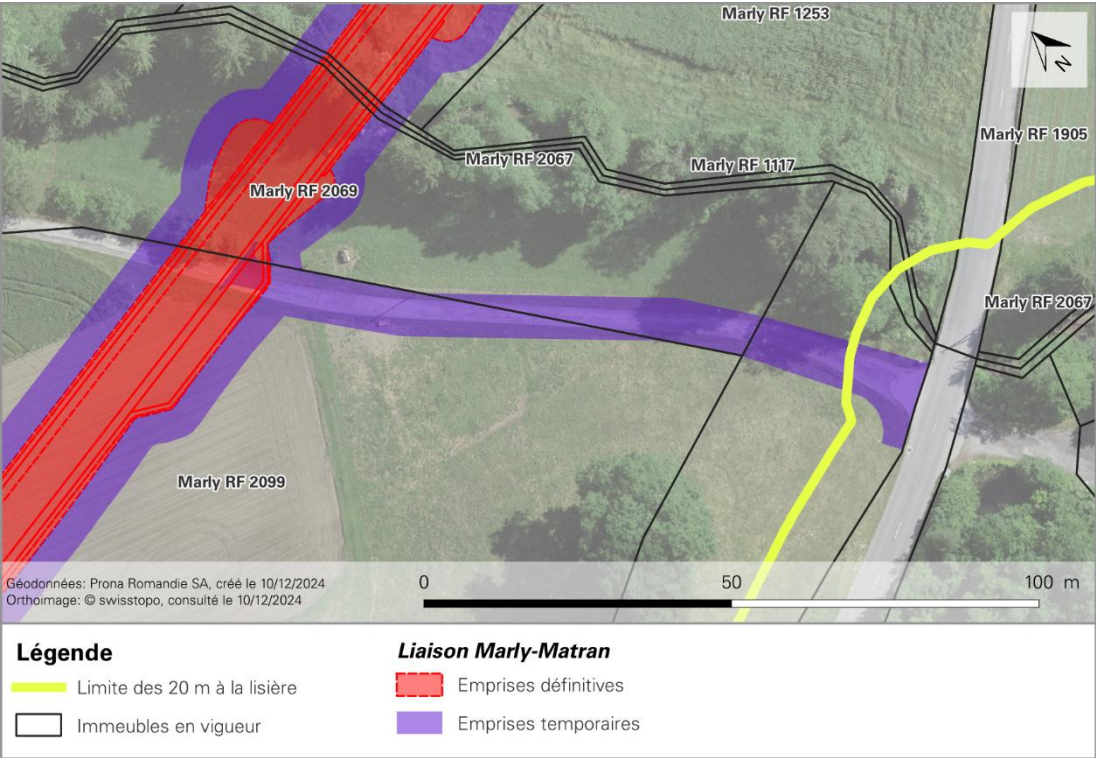 Marly RF 1253
N
Marly RF 1905
Marly RF 2067
Marly RF 1117
Marly RF 2069
Marly RF 2067
Marly RF 2099
Géodonnées: Prona Romandie SA, créé le 10/12/2024
Orthoimage: © swisstopo, consulté le 10/12/2024
0 50 100 m
Légende
Limite des 20 m à la lisière
Immeubles en vigueur
Liaison Marly-Matran
Emprises définitives
Emprises temporaires